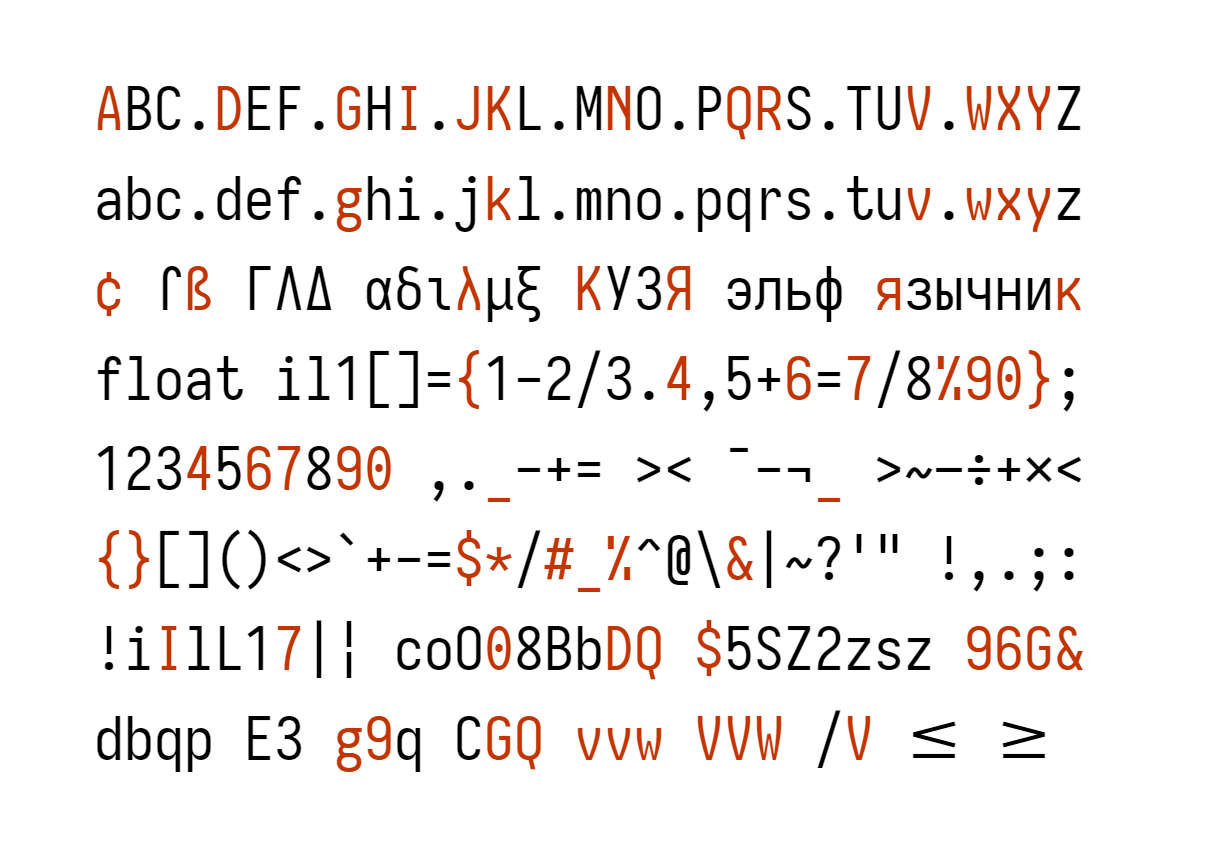 ABC.DEF.GHI.JKL.MNO.PQRS.TUV.WXYZ
abc.def.ghi.jkl.mno.pqrs.tuv.wxyz
¢ ſß ΓΛΔ αδιλμξ КУЗЯ эльф язычник
float il1[]={1-2/3.4,5+6=7/8%90};
1234567890 ,._-+= >< ¯-¬_ >~–÷+×<
{}[]()<>`+-=$*/#_%^@\&|~?'" !,.;:
!iIlL17|¦ coO08BbDQ $5SZ2zsz 96G&
dbqp E3 g9q CGQ vvw VVW /V ≤ ≥